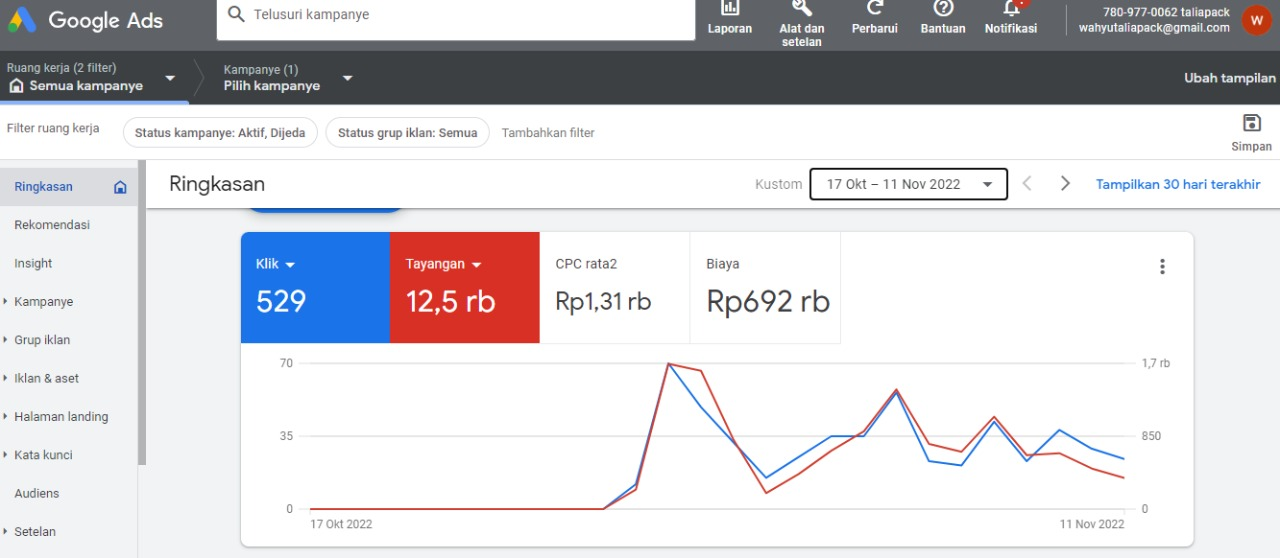 Google Ads
Telusuri kampanye
Laporan
Alat dan
setelan
Perbarui
Bantuan
Notifikasi
780-977-0062 taliapack
wahyutaliapack@gmail.com
W
Ruang kerja (2 filter)
Semua kampanye
Kampanye (1)
Pilih kampanye
Ubah tampilan
Filter ruang kerja
Status kampanye: Aktif, Dijeda
Status grup iklan: Semua
Tambahkan filter
Simpan
Ringkasan
Rekomendasi
Insight
Kampanye
Grup iklan
Iklan & aset
Halaman landing
Kata kunci
Audiens
Setelan
Ringkasan
Kustom
17 Okt – 11 Nov 2022
Tampilkan 30 hari terakhir
Klik
529
Tayangan
12,5 rb
CPC rata2
Rp1,31 rb
Biaya
Rp692 rb
70
35
0
1,7 rb
850
0
17 Okt 2022
11 Nov 2022